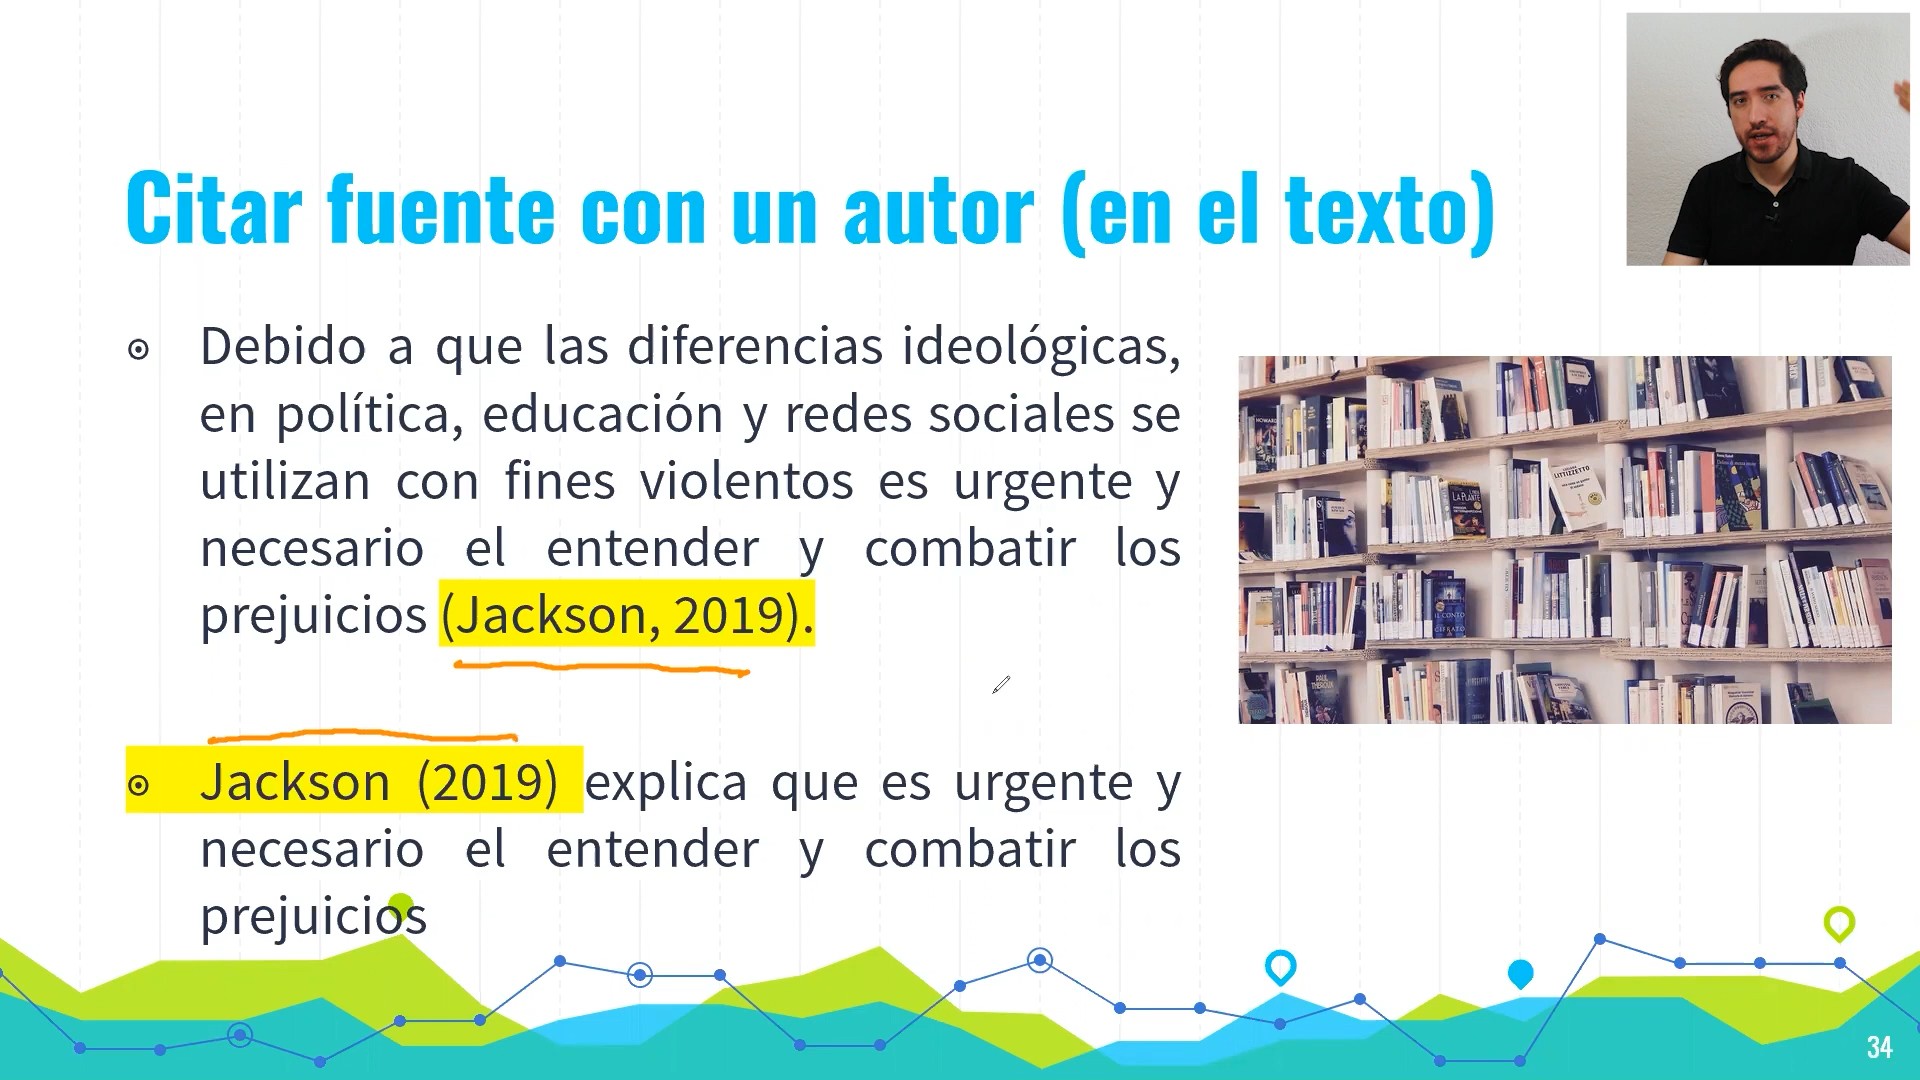 Citar fuente con un autor (en el texto)
Debido a que las diferencias ideológicas,
en política, educación y redes sociales se
utilizan con fines violentos es urgente y
necesario el entender y combatir los
prejuicios (Jackson, 2019).
Jackson (2019) explica que es urgente y
necesario el entender y combatir los
prejuicios
34